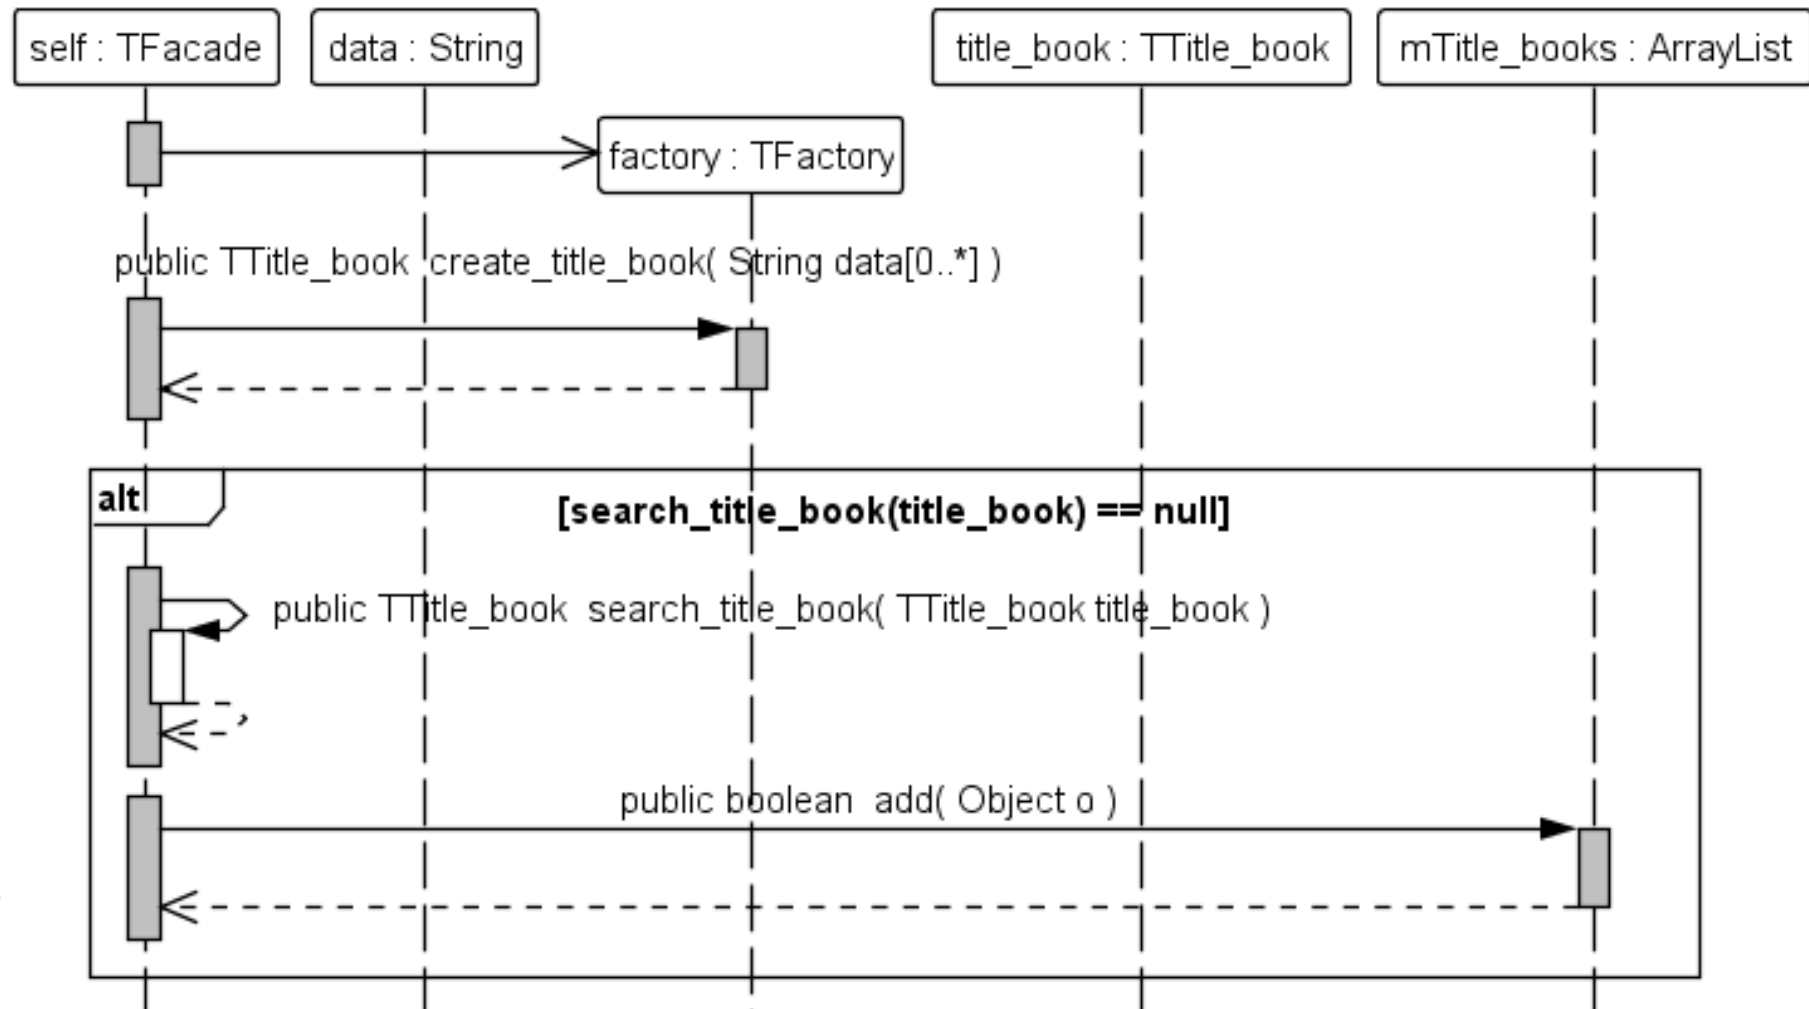 self : TFacade
data : String
title_book : TTitle_book
mTitle_books : ArrayList
factory : TFactory
public TTitle_book  create_title_book( String data[0..*] )
alt
[search_title_book(title_book) == null]
public TTitle_book  search_title_book( TTitle_book title_book )
public boolean  add( Object o )